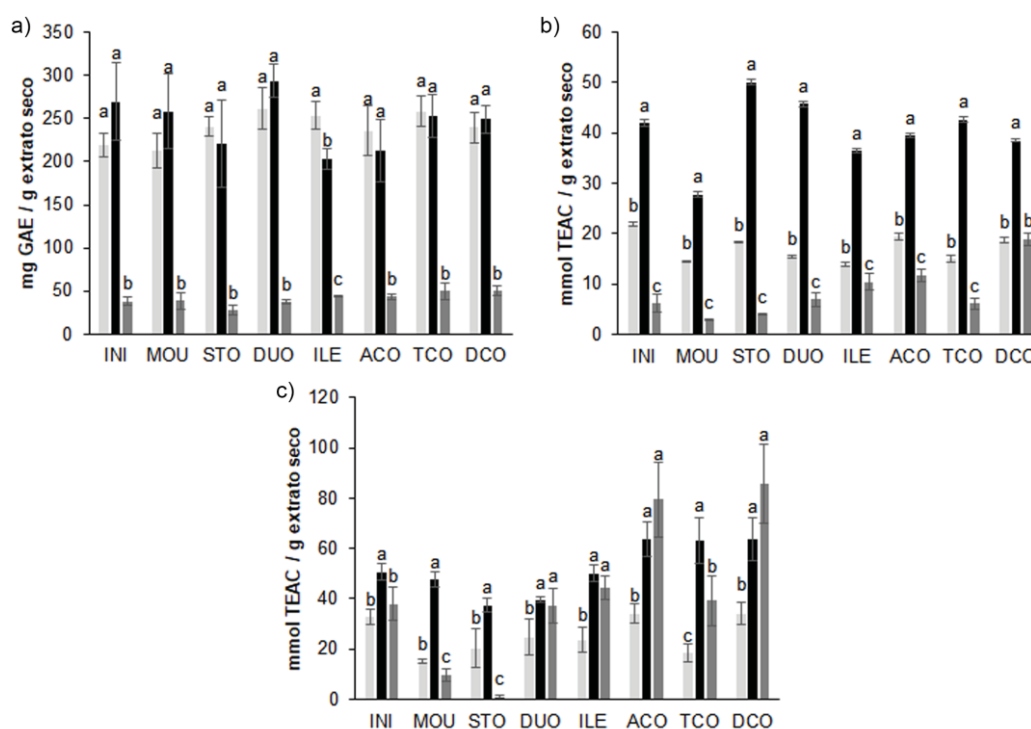 a)
mg GAE / g extrato seco
350
300
250
200
150
100
50
0
a a b
a a b
a a b
a a b
a b c
a a b
a a b
a a b
INI MOU STO DUO ILE ACO TCO DCO
b)
mmol TEAC / g extrato seco
60
50
40
30
20
10
0
b a c
b a c
b a c
b a c
b a c
b a c
b a c
b a b
INI MOU STO DUO ILE ACO TCO DCO
c)
mmol TEAC / g extrato seco
120
100
80
60
40
20
0
b a b
b a c
b a c
b a a
b a a
b a a
c a b
b a a
INI MOU STO DUO ILE ACO TCO DCO